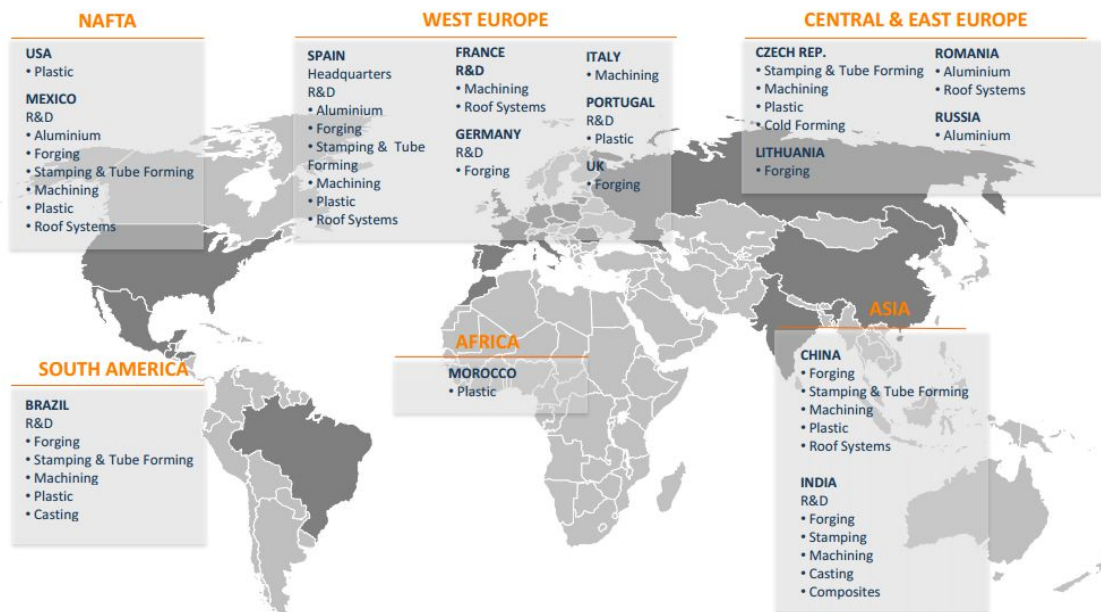 NAFTA
USA
• Plastic
MEXICO
R&D
• Aluminium
• Forging
• Stamping & Tube Forming
• Machining
• Plastic
• Roof Systems
WEST EUROPE
SPAIN
Headquarters
R&D
• Aluminium
• Forging
• Stamping & Tube
Forming
• Machining
• Plastic
• Roof Systems
FRANCE
R&D
• Machining
• Roof Systems
GERMANY
R&D
• Forging
ITALY
• Machining
PORTUGAL
R&D
• Plastic
UK
• Forging
CENTRAL & EAST EUROPE
CZECH REP.
• Stamping & Tube Forming
• Machining
• Plastic
• Cold Forming
LITHUANIA
• Forging
ROMANIA
• Aluminium
• Roof Systems
RUSSIA
• Aluminium
SOUTH AMERICA
BRAZIL
R&D
• Forging
• Stamping & Tube Forming
• Machining
• Plastic
• Casting
AFRICA
MOROCCO
• Plastic
ASIA
CHINA
• Forging
• Stamping & Tube Forming
• Machining
• Plastic
• Roof Systems
INDIA
R&D
• Forging
• Stamping
• Machining
• Casting
• Composites